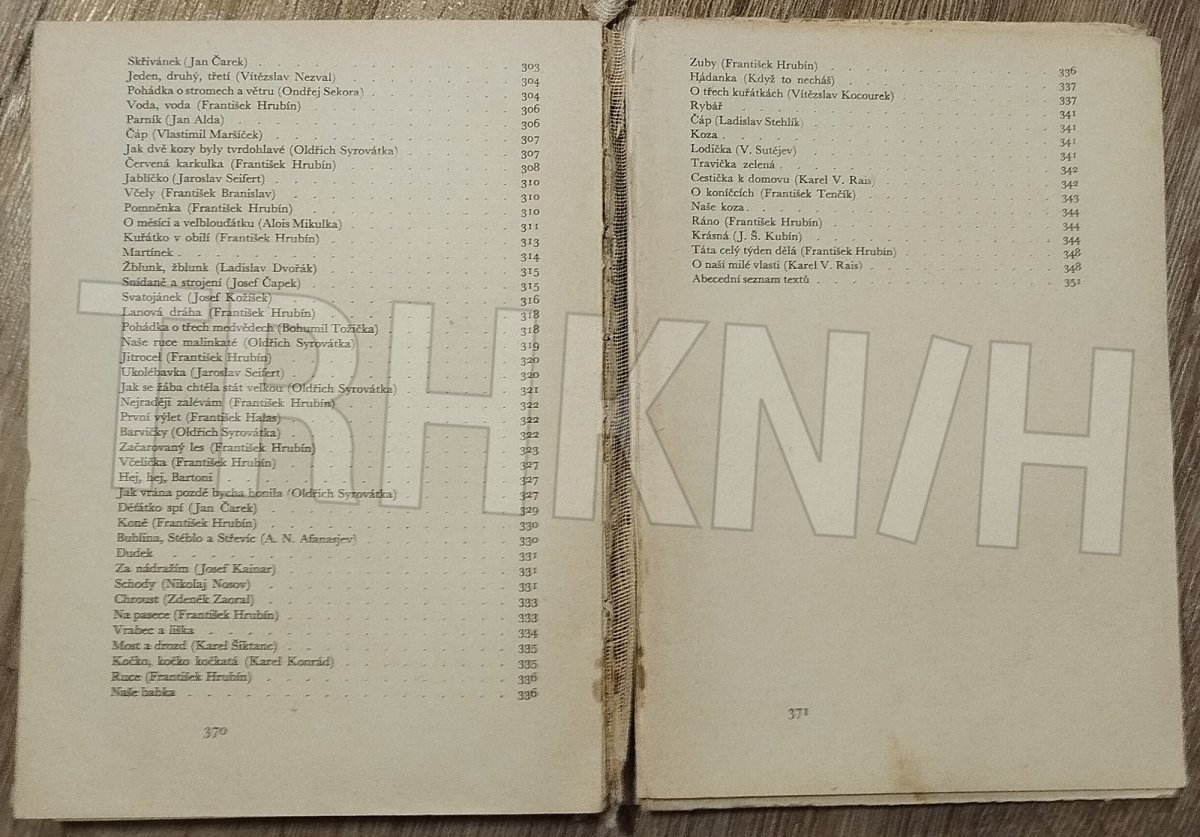 Skřivánek (Jan Čarek) 303
Jeden, druhý, třetí (Vítězslav Nezval) 304
Pohádka o stromech a větru (Ondřej Sekora) 304
Voda, voda (František Hrubín) 306
Parník (Jan Alda) 306
Čáp (Vlastimil Maršíček) 307
Jak dvě kozy byly tvrdohlavé (Oldřich Syrovátka) 307
Červená karkulka (František Hrubín) 308
Jablíčko (Jaroslav Seifert) 310
Včely (František Branislav) 310
Pomněnka (František Hrubín) 310
O měsíci a velblouďátku (Alois Mikulka) 311
Kuřátko v obilí (František Hrubín) 313
Martínek 314
Žblunk, žblunk (Ladislav Dvořák) 315
Snídaně a strojení (Josef Čapek) 315
Svatojánek (Josef Kožíšek) 316
Lanová dráha (František Hrubín) 318
Pohádka o třech medvědech (Bohumil Tožička) 318
Naše ruce malinkaté (Oldřich Syrovátka) 319
Jitrocel (František Hrubín) 320
Ukolébavka (Jaroslav Seifert) 320
Jak se žába chtěla stát velkou (Oldřich Syrovátka) 321
Nejraději zalévám (František Hrubín) 322
První výlet (František Halas) 322
Barvičky (Oldřich Syrovátka) 322
Začarovaný les (František Hrubín) 323
Včelička (František Hrubín) 327
Hej, hej, Bartoni 327
Jak vrána pozdě bycha honila (Oldřich Syrovátka) 327
Děťátko spí (Jan Čarek) 329
Koně (František Hrubín) 330
Bublina, Stéblo a Střevíc (A. N. Afanasjev) 330
Dudek 331
Za nádražím (Josef Kainar) 331
Schody (Nikolaj Nosov) 331
Chroust (Zdeněk Zaoral) 333
Na pasece (František Hrubín) 333
Vrabec a liška 334
Most a drozd (Karel Šiktanc) 335
Kočko, kočko kočkatá (Karel Konrád) 335
Ruce (František Hrubín) 336
Naše babka 336
370
Zuby (František Hrubín) 336
Hádanka (Když to necháš) 337
O třech kuřátkách (Vítězslav Kocourek) 337
Rybář 341
Čáp (Ladislav Stehlík) 341
Koza 341
Lodička (V. Sutějev) 341
Travička zelená 342
Cestička k domovu (Karel V. Rais) 342
O koníčcích (František Tenčík) 343
Naše koza 344
Ráno (František Hrubín) 344
Krásná (J. Š. Kubín) 344
Táta celý týden dělá (František Hrubín) 348
O naší milé vlasti (Karel V. Rais) 348
Abecední seznam textů 351
371
TRHKNIH